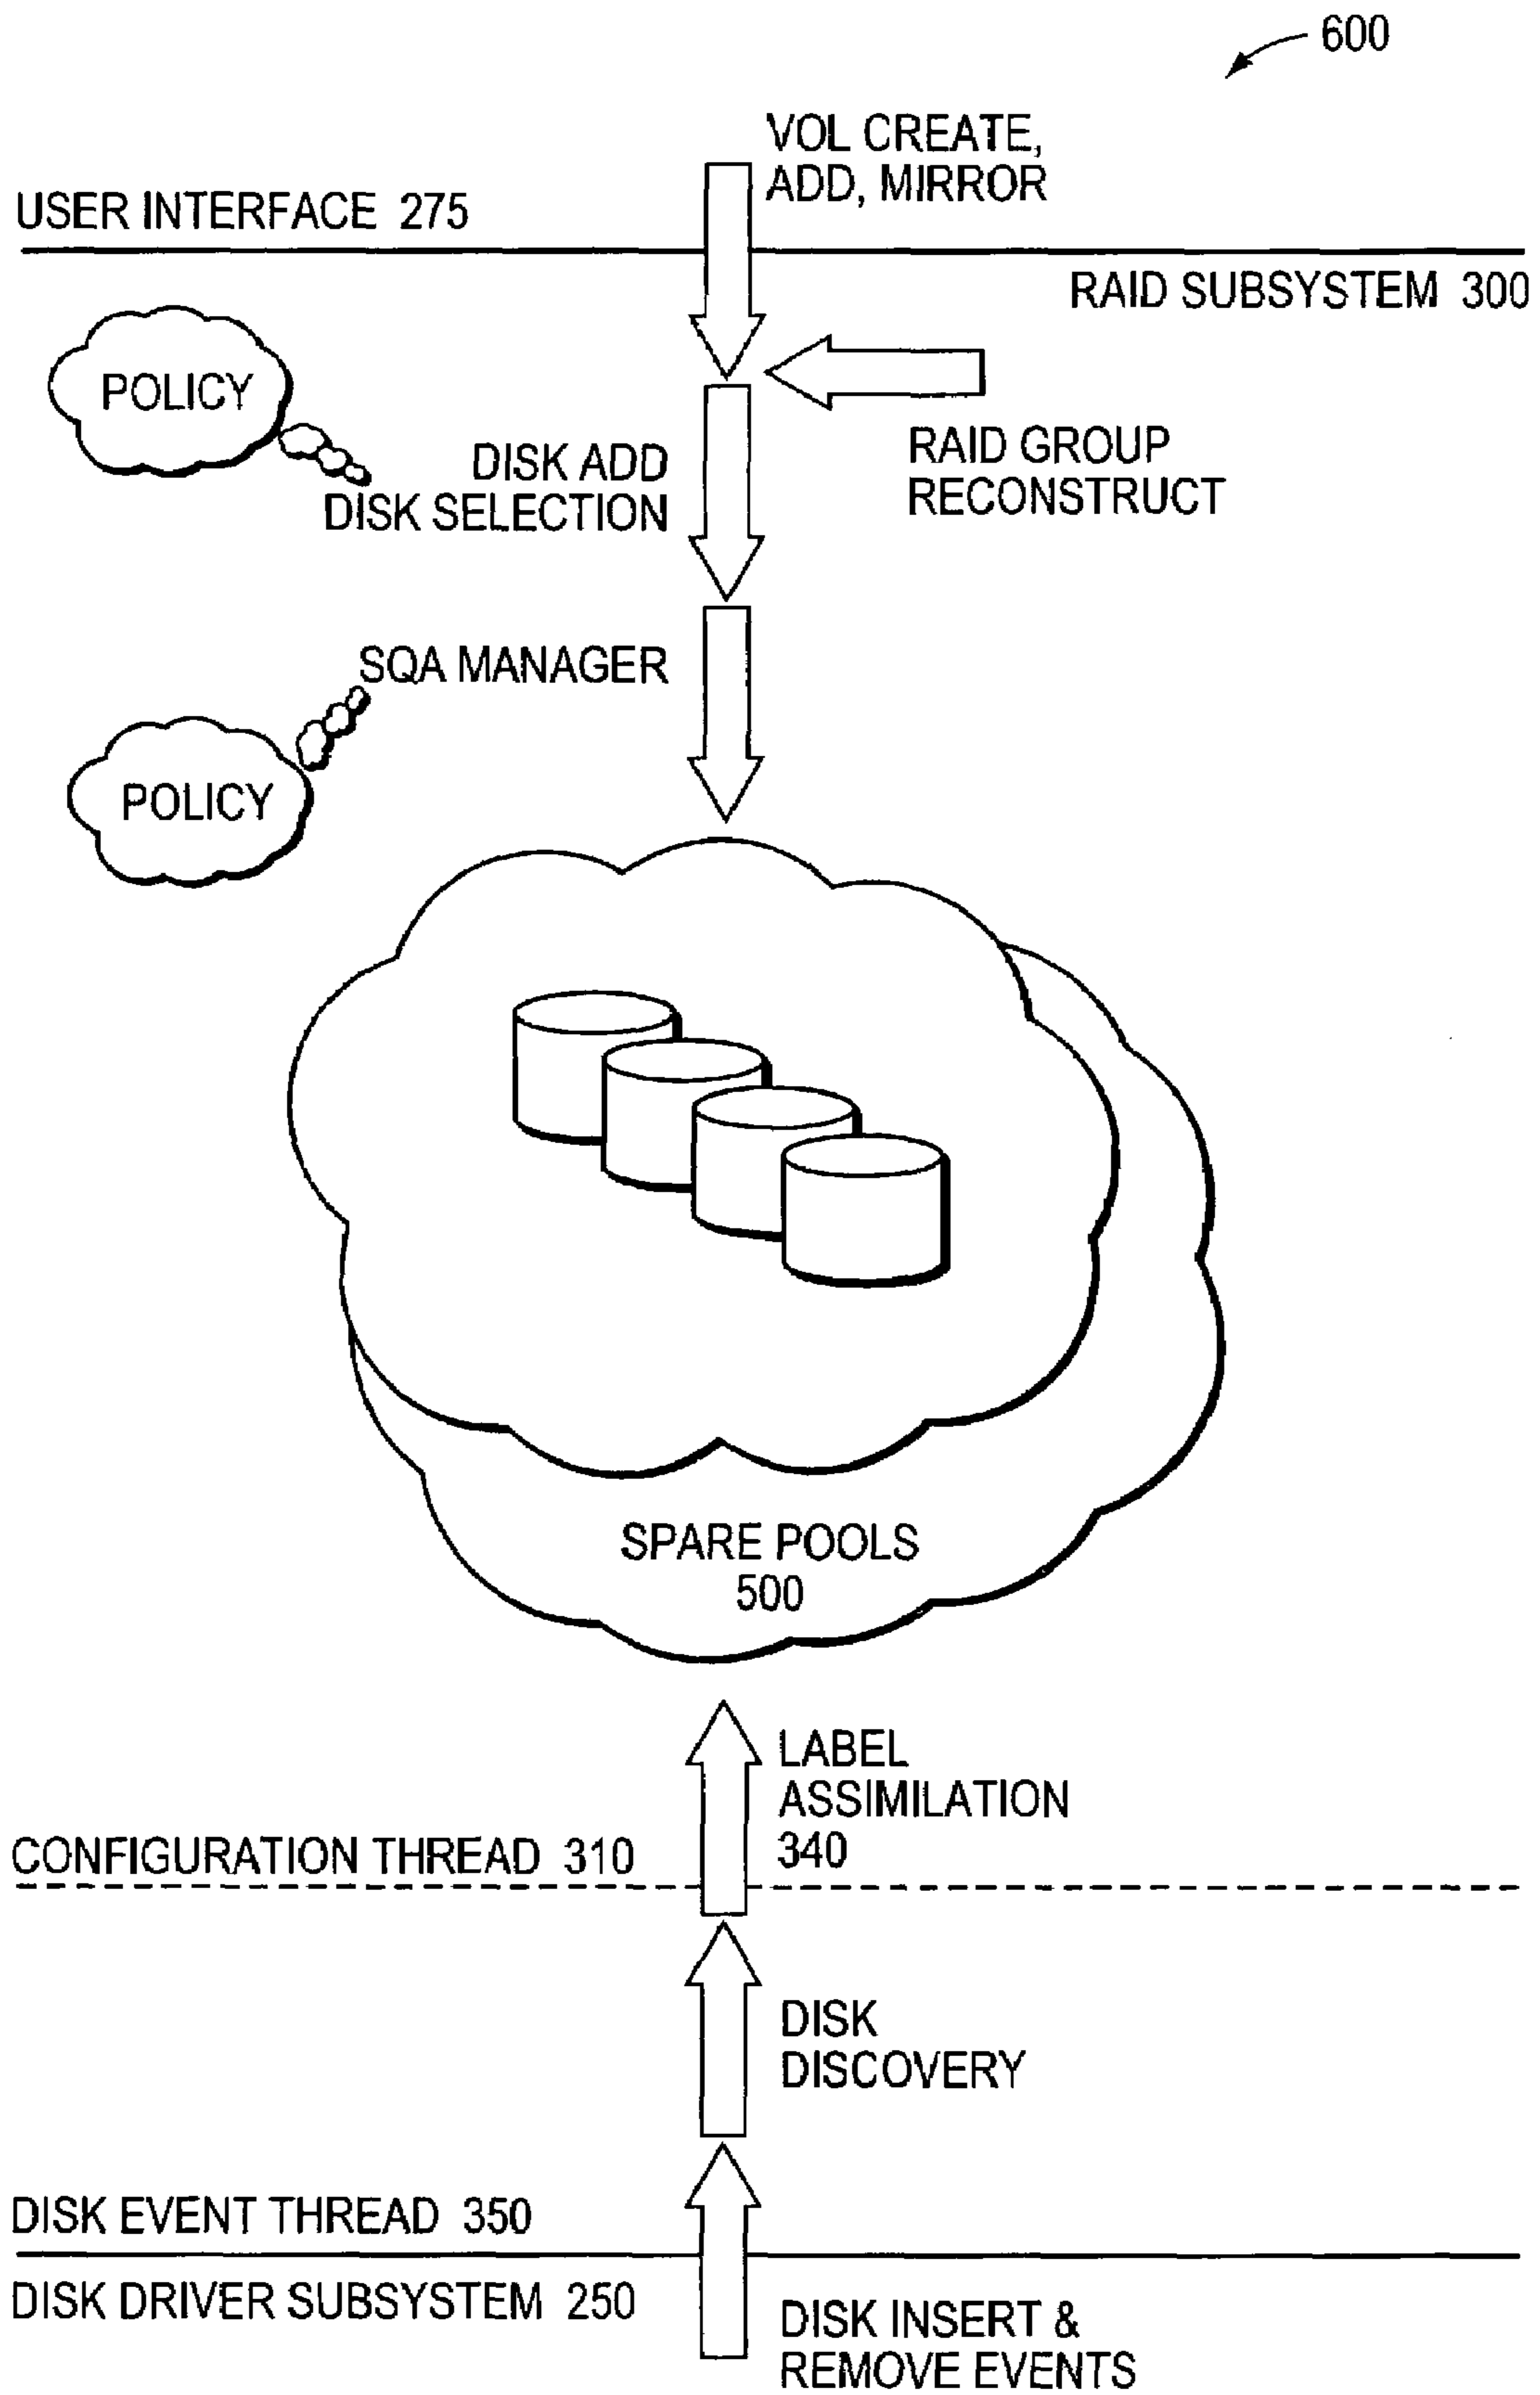 600
VOL CREATE,
ADD, MIRROR
USER INTERFACE 275
RAID SUBSYSTEM 300
POLICY
DISK ADD
DISK SELECTION
RAID GROUP
RECONSTRUCT
SQA MANAGER
POLICY
SPARE POOLS
500
LABEL
ASSIMILATION
340
CONFIGURATION THREAD 310
DISK
DISCOVERY
DISK EVENT THREAD 350
DISK DRIVER SUBSYSTEM 250
DISK INSERT &
REMOVE EVENTS